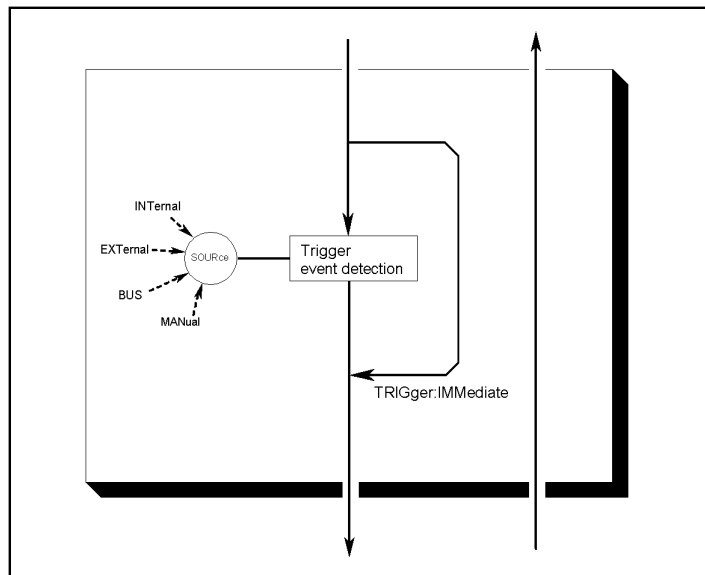 INTernal
EXTernal
SOURce
BUS
MANual
Trigger
event detection
TRIGger:IMMediate